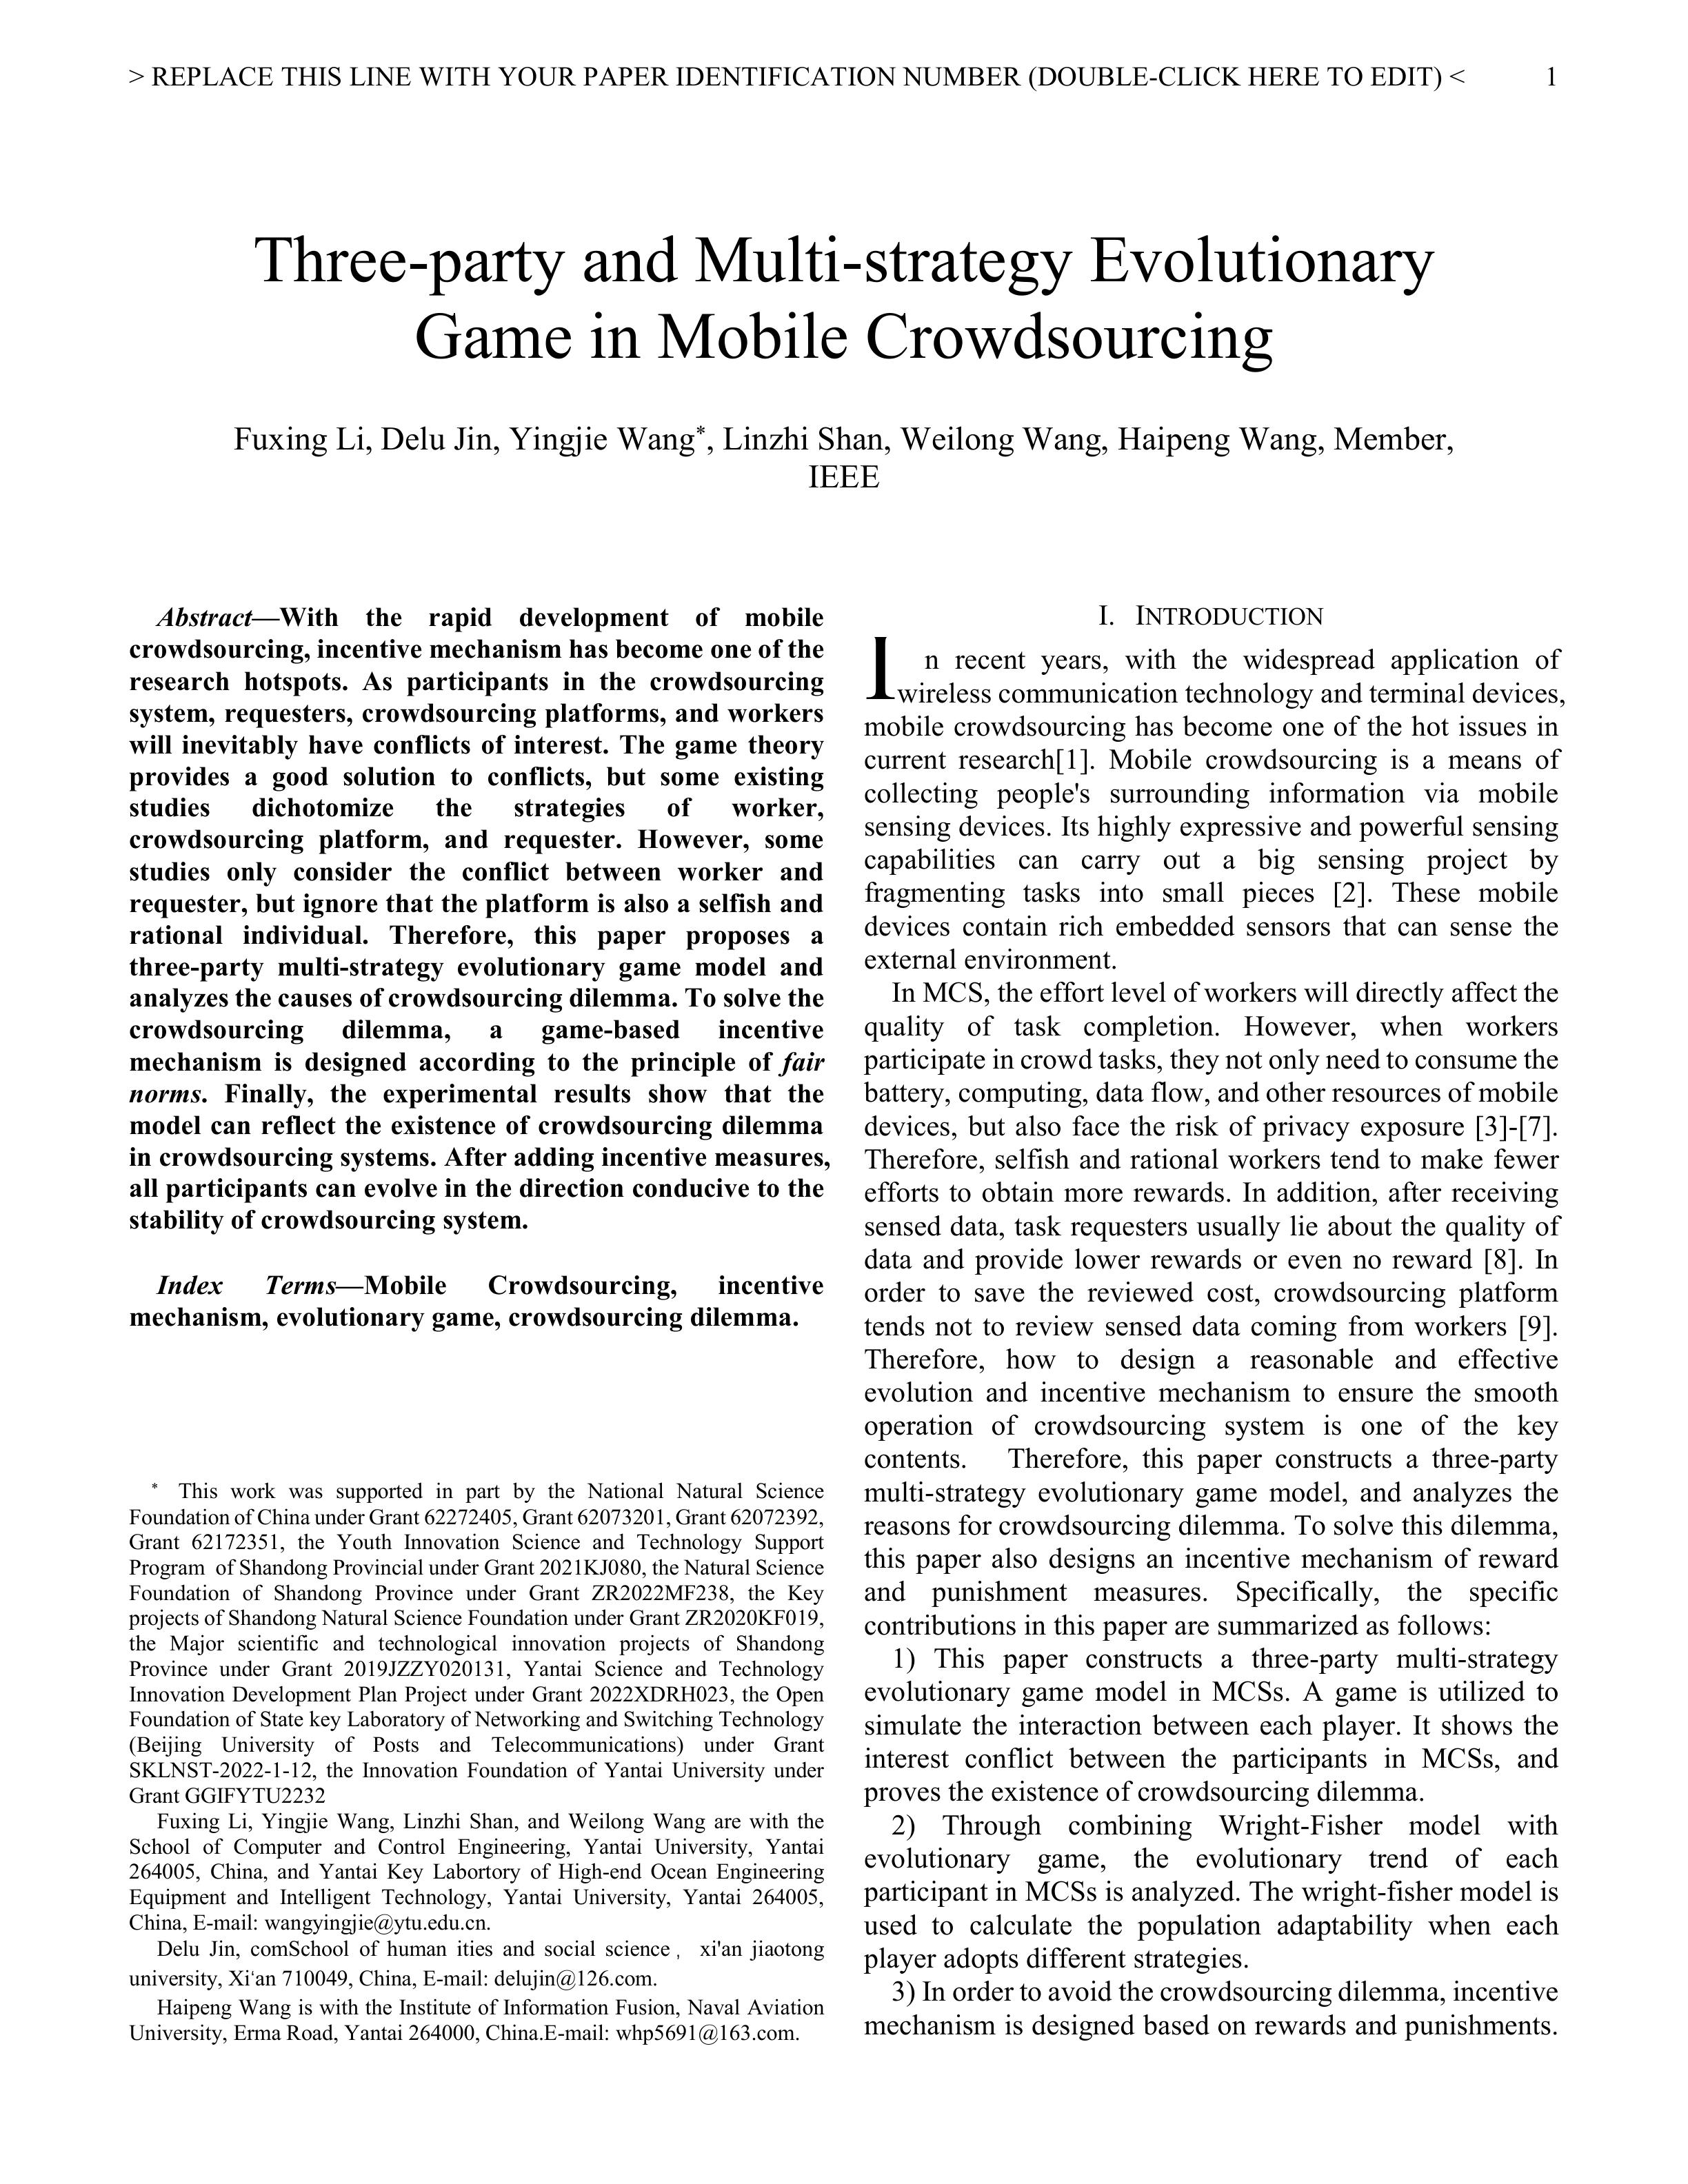 > REPLACE THIS LINE WITH YOUR PAPER IDENTIFICATION NUMBER (DOUBLE-CLICK HERE TO EDIT) < 1
Three-party and Multi-strategy Evolutionary
Game in Mobile Crowdsourcing
Fuxing Li, Delu Jin, Yingjie Wang*, Linzhi Shan, Weilong Wang, Haipeng Wang, Member,
IEEE
Abstract—With the rapid development of mobile
crowdsourcing, incentive mechanism has become one of the
research hotspots. As participants in the crowdsourcing
system, requesters, crowdsourcing platforms, and workers
will inevitably have conflicts of interest. The game theory
provides a good solution to conflicts, but some existing
studies dichotomize the strategies of worker,
crowdsourcing platform, and requester. However, some
studies only consider the conflict between worker and
requester, but ignore that the platform is also a selfish and
rational individual. Therefore, this paper proposes a
three-party multi-strategy evolutionary game model and
analyzes the causes of crowdsourcing dilemma. To solve the
crowdsourcing dilemma, a game-based incentive
mechanism is designed according to the principle of fair
norms. Finally, the experimental results show that the
model can reflect the existence of crowdsourcing dilemma
in crowdsourcing systems. After adding incentive measures,
all participants can evolve in the direction conducive to the
stability of crowdsourcing system.
Index Terms—Mobile Crowdsourcing, incentive
mechanism, evolutionary game, crowdsourcing dilemma.
* This work was supported in part by the National Natural Science
Foundation of China under Grant 62272405, Grant 62073201, Grant 62072392,
Grant 62172351, the Youth Innovation Science and Technology Support
Program of Shandong Provincial under Grant 2021KJ080, the Natural Science
Foundation of Shandong Province under Grant ZR2022MF238, the Key
projects of Shandong Natural Science Foundation under Grant ZR2020KF019,
the Major scientific and technological innovation projects of Shandong
Province under Grant 2019JZZY020131, Yantai Science and Technology
Innovation Development Plan Project under Grant 2022XDRH023, the Open
Foundation of State key Laboratory of Networking and Switching Technology
(Beijing University of Posts and Telecommunications) under Grant
SKLNST-2022-1-12, the Innovation Foundation of Yantai University under
Grant GGIFYTU2232
Fuxing Li, Yingjie Wang, Linzhi Shan, and Weilong Wang are with the
School of Computer and Control Engineering, Yantai University, Yantai
264005, China, and Yantai Key Labortory of High-end Ocean Engineering
Equipment and Intelligent Technology, Yantai University, Yantai 264005,
China, E-mail: wangyingjie@ytu.edu.cn.
Delu Jin, comSchool of human ities and social science， xi'an jiaotong
university, Xi'an 710049, China, E-mail: delujin@126.com.
Haipeng Wang is with the Institute of Information Fusion, Naval Aviation
University, Erma Road, Yantai 264000, China.E-mail: whp5691@163.com.
I. INTRODUCTION
In recent years, with the widespread application of
wireless communication technology and terminal devices,
mobile crowdsourcing has become one of the hot issues in
current research[1]. Mobile crowdsourcing is a means of
collecting people's surrounding information via mobile
sensing devices. Its highly expressive and powerful sensing
capabilities can carry out a big sensing project by
fragmenting tasks into small pieces [2]. These mobile
devices contain rich embedded sensors that can sense the
external environment.
In MCS, the effort level of workers will directly affect the
quality of task completion. However, when workers
participate in crowd tasks, they not only need to consume the
battery, computing, data flow, and other resources of mobile
devices, but also face the risk of privacy exposure [3]-[7].
Therefore, selfish and rational workers tend to make fewer
efforts to obtain more rewards. In addition, after receiving
sensed data, task requesters usually lie about the quality of
data and provide lower rewards or even no reward [8]. In
order to save the reviewed cost, crowdsourcing platform
tends not to review sensed data coming from workers [9].
Therefore, how to design a reasonable and effective
evolution and incentive mechanism to ensure the smooth
operation of crowdsourcing system is one of the key
contents. Therefore, this paper constructs a three-party
multi-strategy evolutionary game model, and analyzes the
reasons for crowdsourcing dilemma. To solve this dilemma,
this paper also designs an incentive mechanism of reward
and punishment measures. Specifically, the specific
contributions in this paper are summarized as follows:
1) This paper constructs a three-party multi-strategy
evolutionary game model in MCSs. A game is utilized to
simulate the interaction between each player. It shows the
interest conflict between the participants in MCSs, and
proves the existence of crowdsourcing dilemma.
2) Through combining Wright-Fisher model with
evolutionary game, the evolutionary trend of each
participant in MCSs is analyzed. The wright-fisher model is
used to calculate the population adaptability when each
player adopts different strategies.
3) In order to avoid the crowdsourcing dilemma, incentive
mechanism is designed based on rewards and punishments.